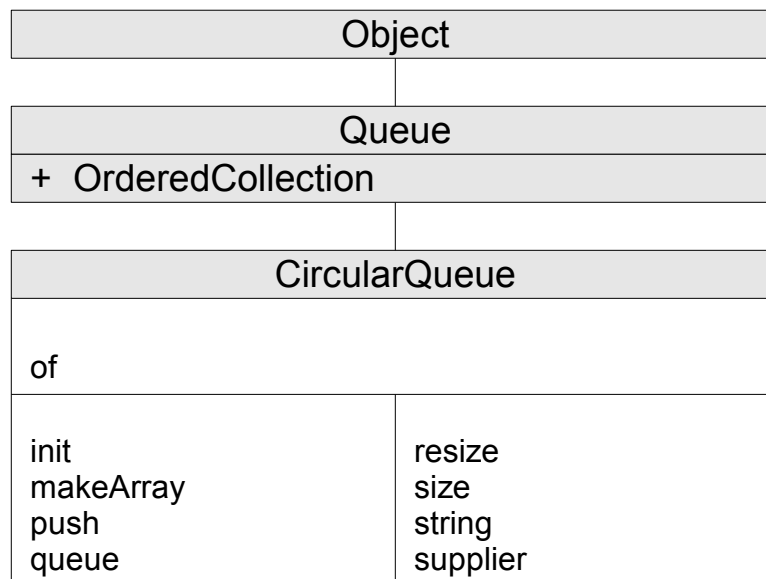 Object
Queue
+ OrderedCollection
CircularQueue
of
init
makeArray
push
queue
resize
size
string
supplier